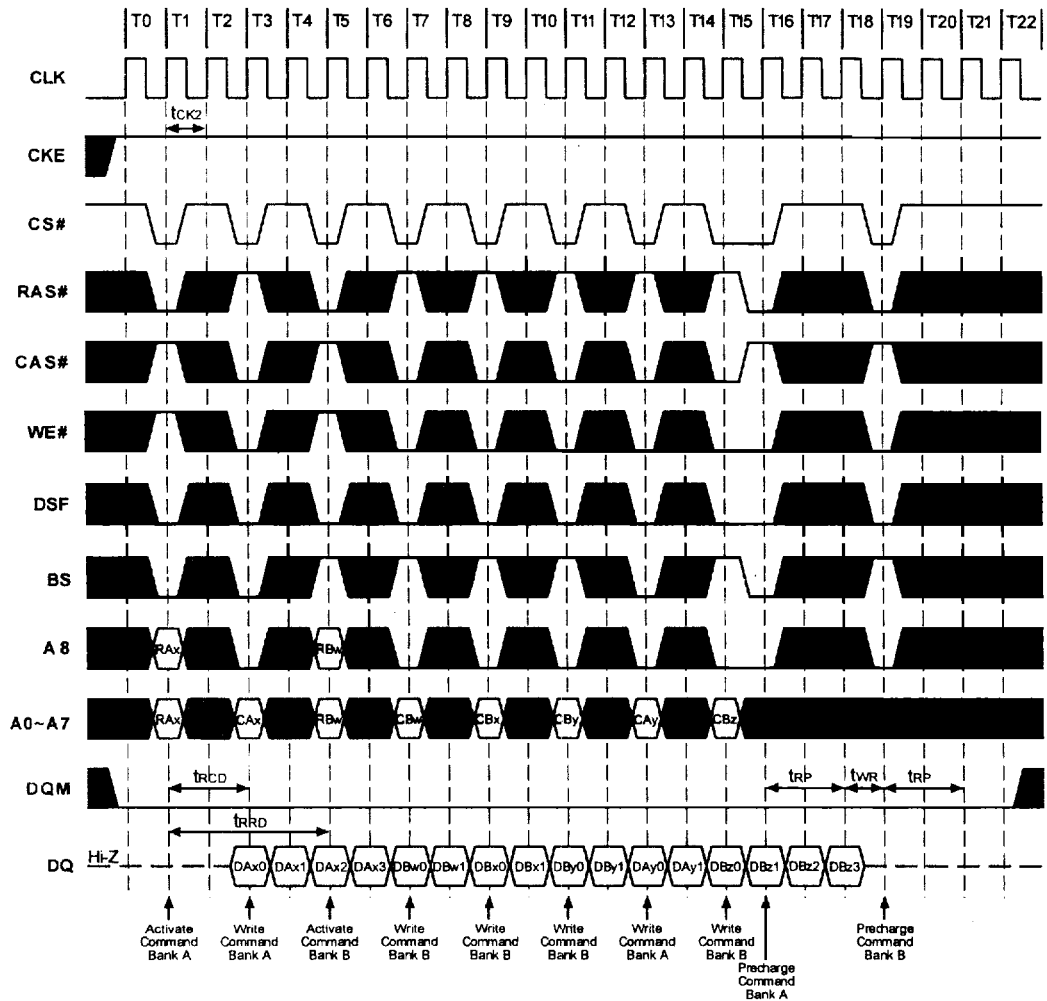 T0 T1 T2 T3 T4 T5 T6 T7 T8 T9 T10 T11 T12 T13 T14 T15 T16 T17 T18 T19 T20 T21 T22
CLK
tCK2
CKE
CS#
RAS#
CAS#
WE#
DSF
BS
A8 RAx RBw
A0~A7 RAx CAx RBw CBw CBx CBy CAy CBz
DQM tRCD tRP tWR tRP
tRRD
DQ Hi-Z DAx0 DAx1 DAx2 DAx3 DBw0 DBw1 DBx0 DBx1 DBy0 DBy1 DAy0 DAy1 DBz0 DBz1 DBz2 DBz3
Activate Command Bank A
Write Command Bank A
Activate Command Bank B
Write Command Bank B
Write Command Bank B
Write Command Bank B
Write Command Bank A
Write Command Bank B
Precharge Command Bank A
Precharge Command Bank B